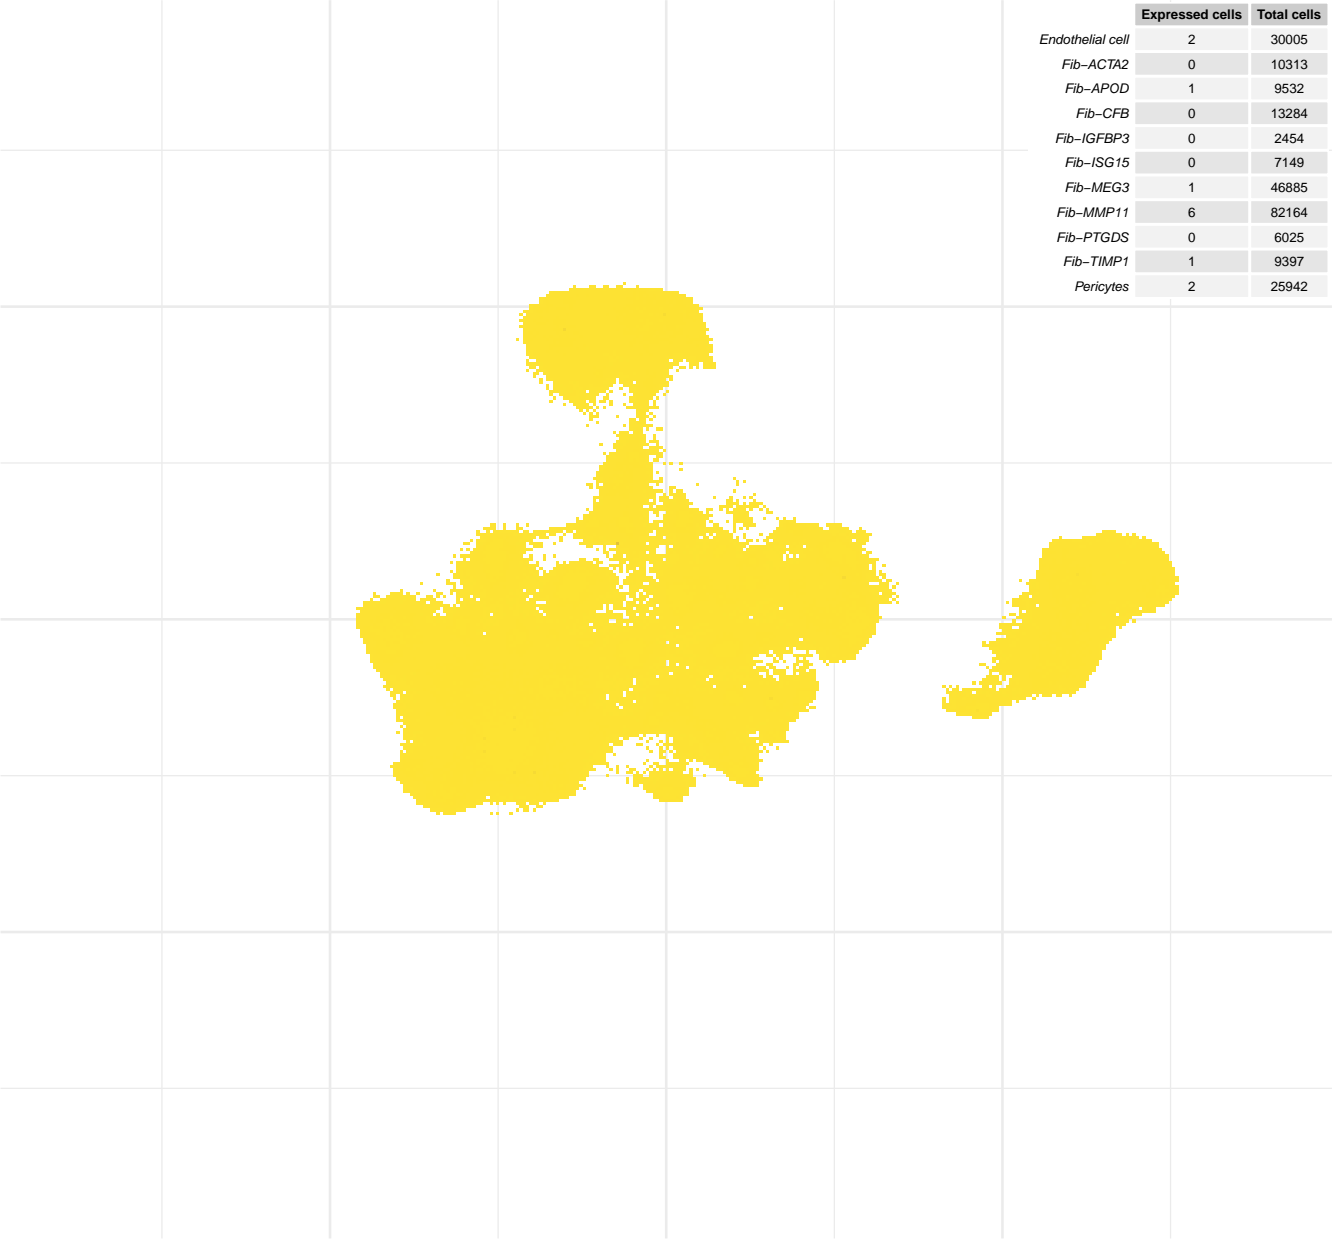 Expressed cells Total cells
Endothelial cell 2 30005
Fib−ACTA2 0 10313
Fib−APOD 1 9532
Fib−CFB 0 13284
Fib−IGFBP3 0 2454
Fib−ISG15 0 7149
Fib−MEG3 1 46885
Fib−MMP11 6 82164
Fib−PTGDS 0 6025
Fib−TIMP1 1 9397
Pericytes 2 25942